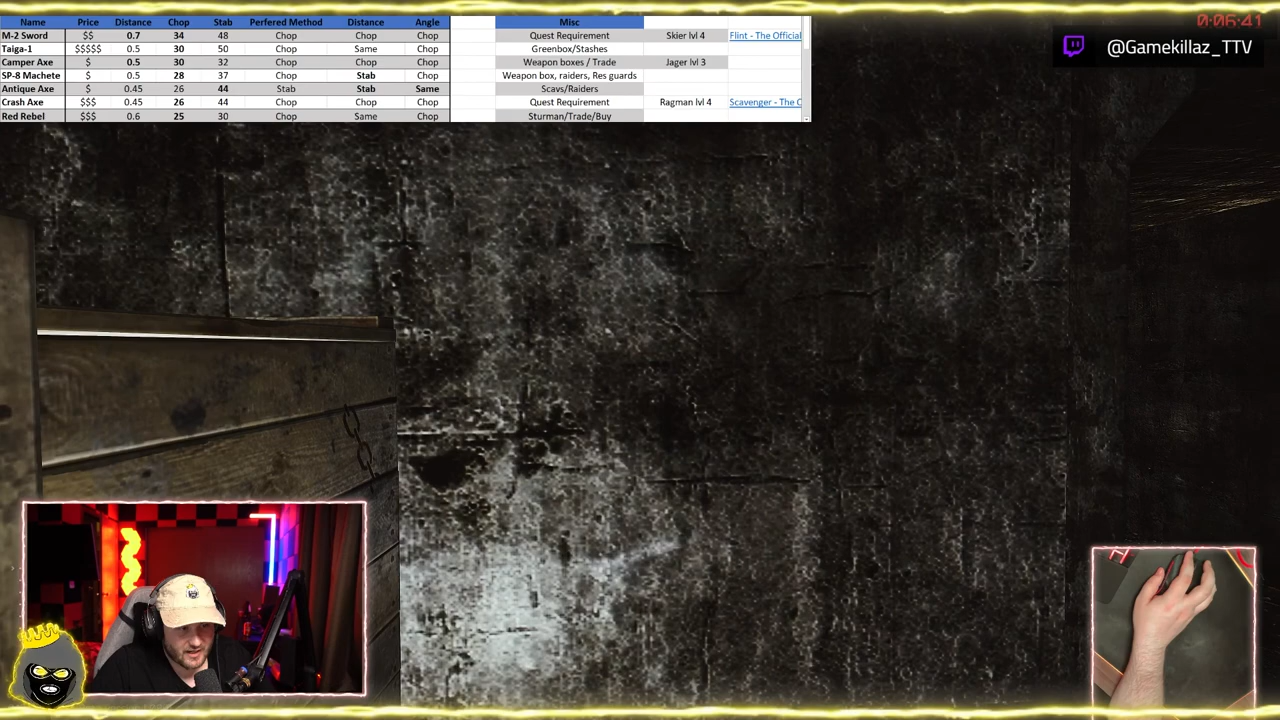 Name Price Distance Chop Stab Perfered Method Distance Angle Misc
M-2 Sword $$ 0.7 34 48 Chop Chop Chop Quest Requirement Skier lvl 4 Flint - The Official
Taiga-1 $$$$$ 0.5 30 50 Chop Same Chop Greenbox/Stashes
Camper Axe $ 0.5 30 32 Chop Chop Chop Weapon boxes / Trade Jager lvl 3
SP-8 Machete $ 0.5 28 37 Chop Stab Chop Weapon box, raiders, Res guards
Antique Axe $ 0.45 26 44 Stab Stab Same Scavs/Raiders
Crash Axe $$$ 0.45 26 44 Chop Chop Chop Quest Requirement Ragman lvl 4 Scavenger - The C
Red Rebel $$$ 0.6 25 30 Chop Same Chop Sturman/Trade/Buy
0:06:41
@Gamekillaz_TTV